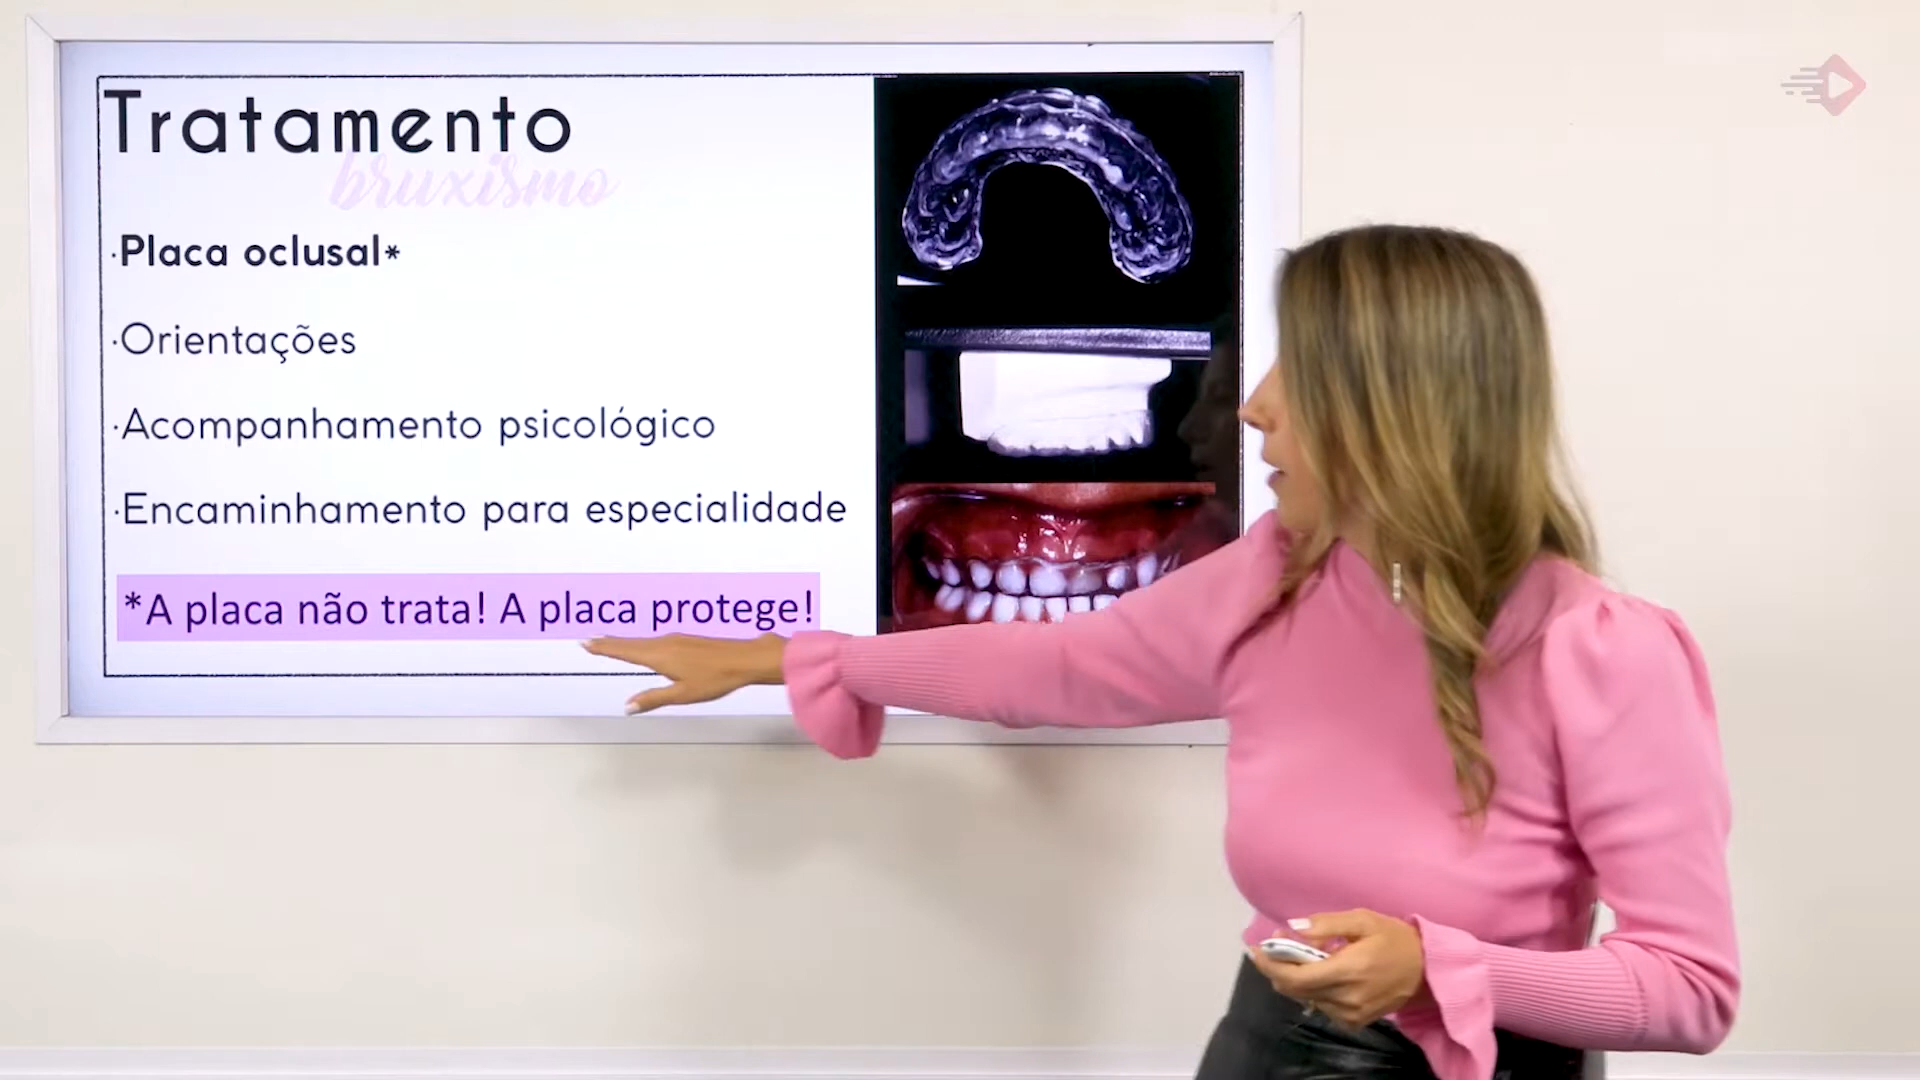 Tratamento
bruxismo
·Placa oclusal*
·Orientações
·Acompanhamento psicológico
·Encaminhamento para especialidade
*A placa não trata! A placa protege!